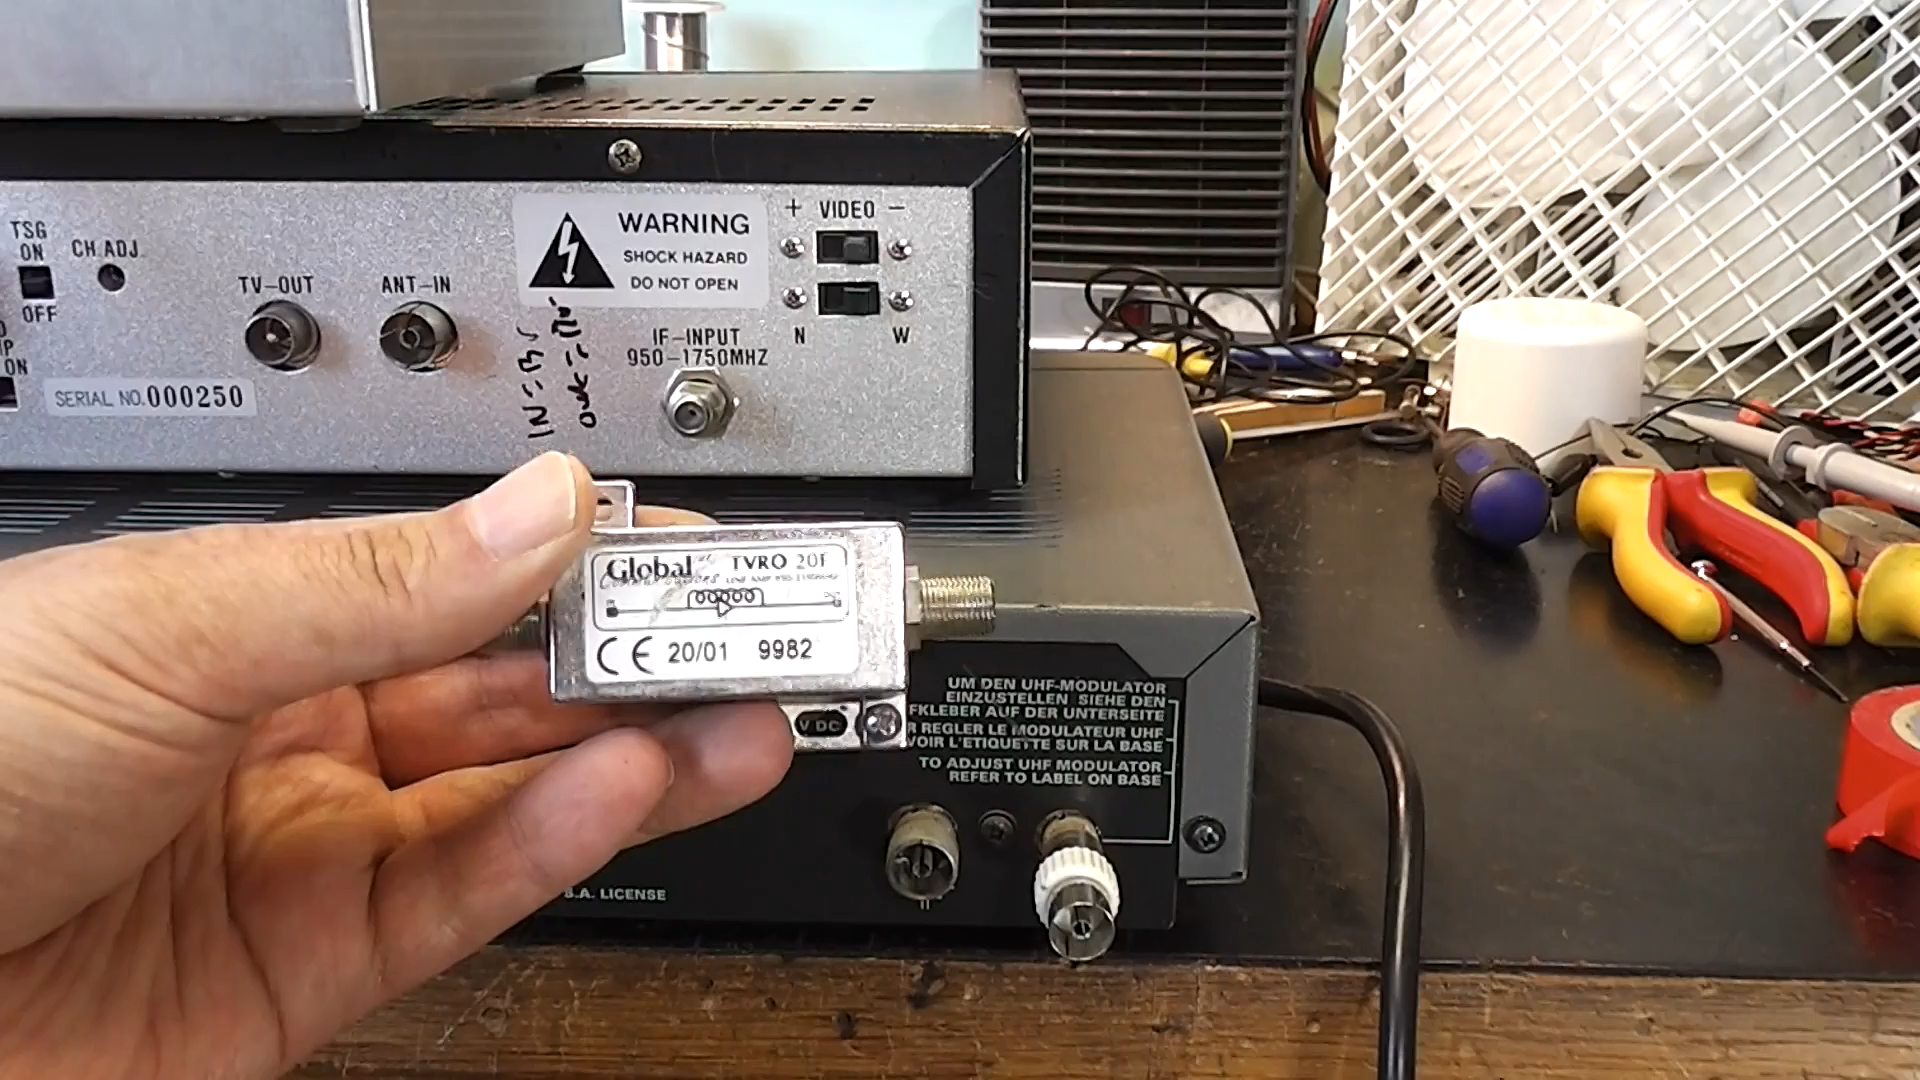 TSG
ON
OFF
CH ADJ
TV-OUT
ANT-IN
ON
SERIAL NO.000250
WARNING
SHOCK HAZARD
DO NOT OPEN
+ VIDEO -
N W
IF-INPUT
950-1750MHZ
IN =
out =
Global TVRO 20F
CE 20/01 9982
V DC
UM DEN UHF-MODULATOR
EINZUSTELLEN SIEHE DEN
FKLEBER AUF DER UNTERSEITE
R REGLER LE MODULATEUR UHF
VOIR L'ETIQUETTE SUR LA BASE
TO ADJUST UHF MODULATOR
REFER TO LABEL ON BASE
S.A. LICENSE